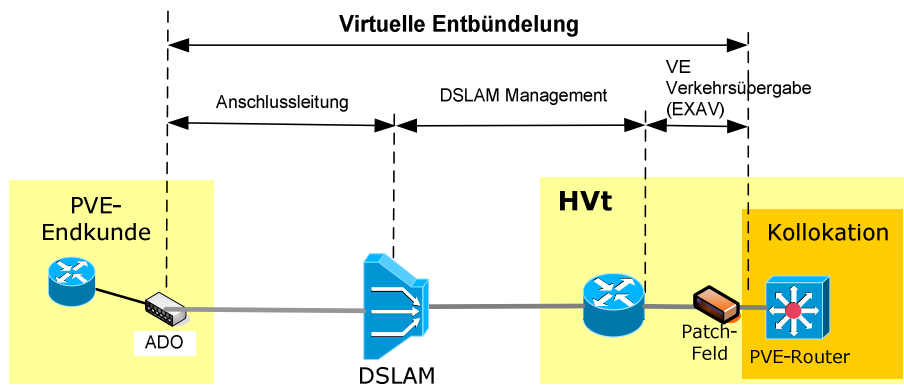 Virtuelle Entbündelung
Anschlussleitung
DSLAM Management
VE
Verkehrsübergabe
(EXAV)
PVE-
Endkunde
HVt
Kollokation
ADO
DSLAM
Patch-
Feld
PVE-Router